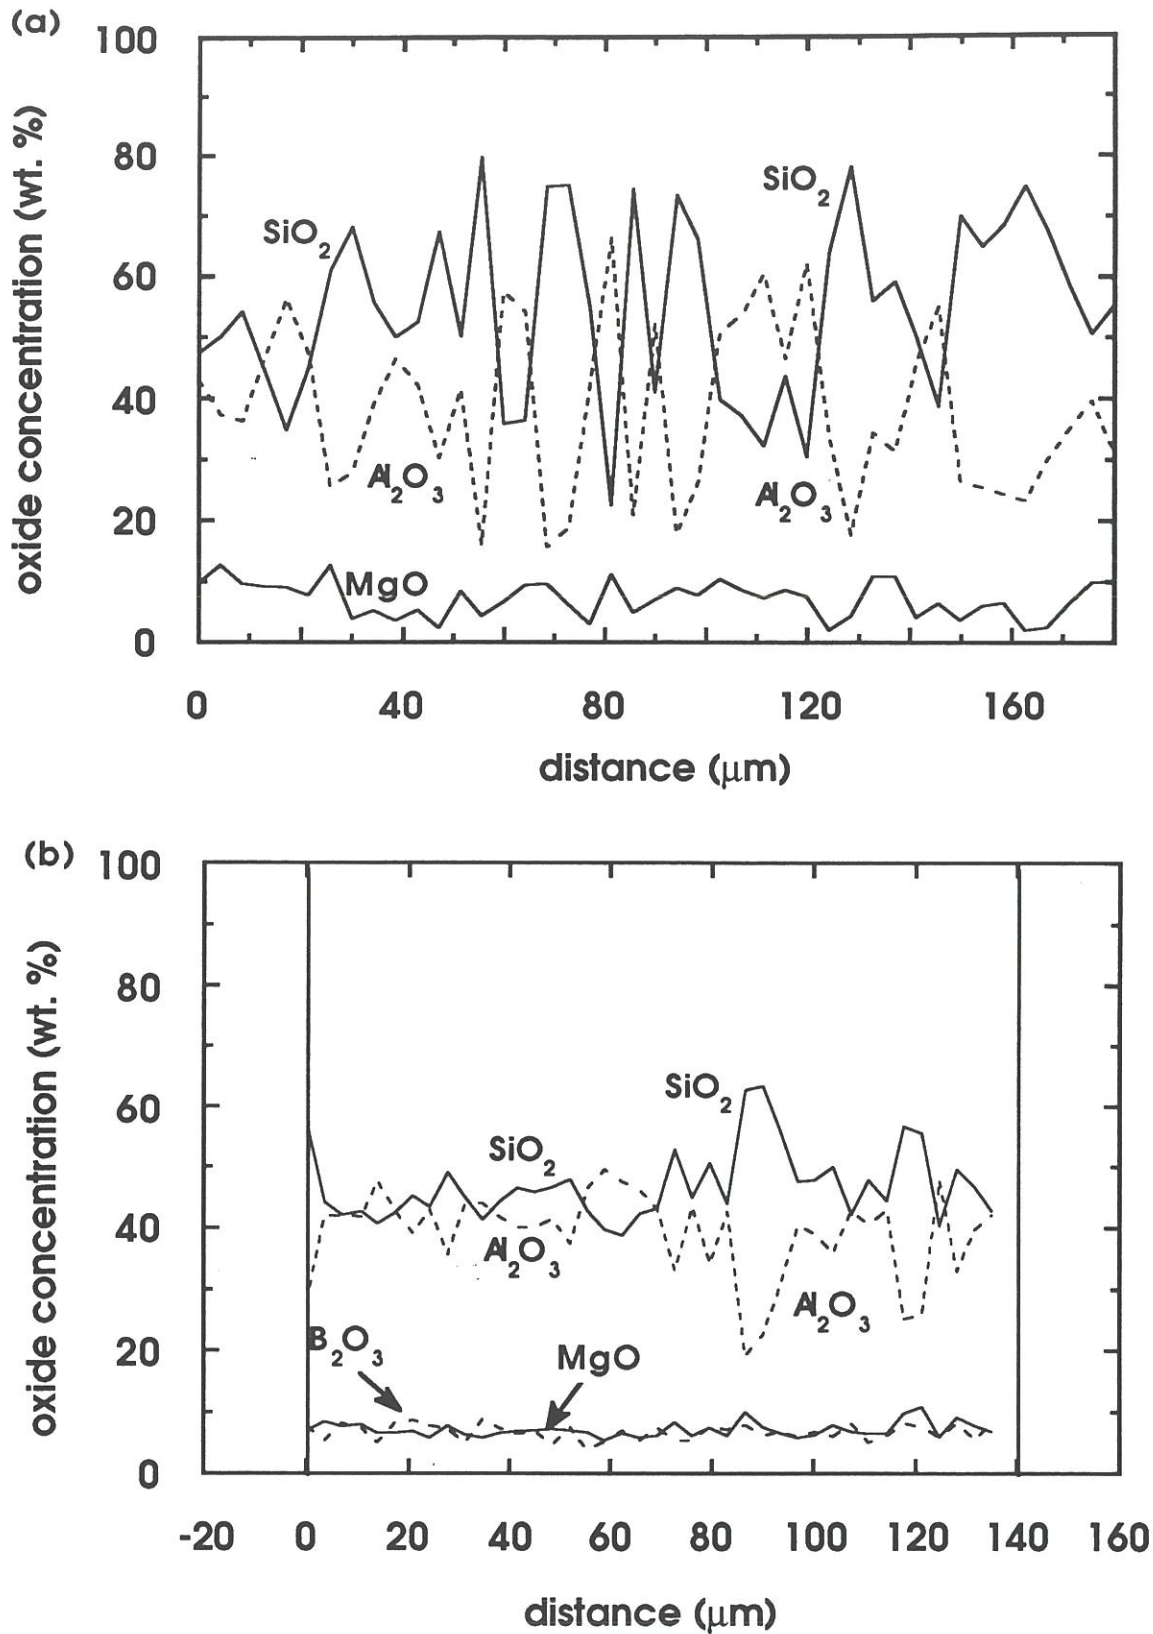 (a)
100
80
60
40
20
0
oxide concentration (wt. %)
SiO₂
SiO₂
Al₂O₃
Al₂O₃
MgO
0 40 80 120 160
distance (μm)
(b)
100
80
60
40
20
0
oxide concentration (wt. %)
SiO₂
SiO₂
Al₂O₃
Al₂O₃
B₂O₃
MgO
-20 0 20 40 60 80 100 120 140 160
distance (μm)